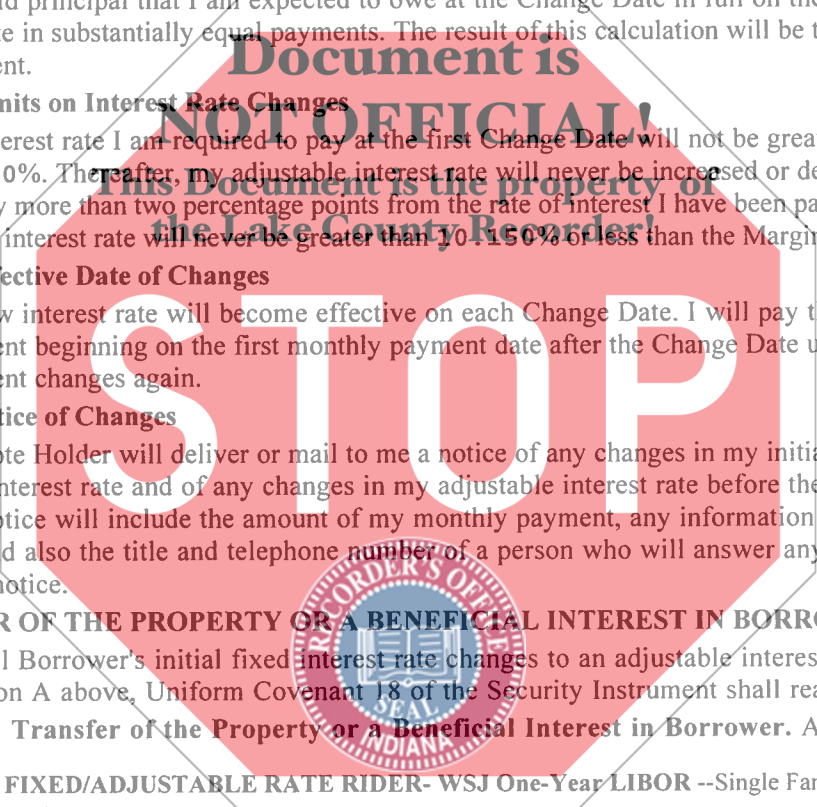 ld principal that I am expected to owe at the Change Date in full on the
te in substantially equal payments. The result of this calculation will be t
ent.
Document is
mits on Interest Rate Changes
NOT OFFICIAL!
erest rate I am required to pay at the first Change Date will not be grea
0%. Thereafter, my adjustable interest rate will never be increased or de
This Document is the property of
y more than two percentage points from the rate of interest I have been pa
the Lake County Recorder!
interest rate will never be greater than 10.150% or less than the Margin
ective Date of Changes
w interest rate will become effective on each Change Date. I will pay t
ent beginning on the first monthly payment date after the Change Date u
ent changes again.
STOP
tice of Changes
ote Holder will deliver or mail to me a notice of any changes in my initia
nterest rate and of any changes in my adjustable interest rate before the
otice will include the amount of my monthly payment, any information
d also the title and telephone number of a person who will answer any
notice.
RECORDER'S OFFICE
SEAL
INDIANA
R OF THE PROPERTY OR A BENEFICIAL INTEREST IN BORRO
l Borrower's initial fixed interest rate changes to an adjustable interes
on A above, Uniform Covenant 18 of the Security Instrument shall rea
Transfer of the Property or a Beneficial Interest in Borrower. A
FIXED/ADJUSTABLE RATE RIDER- WSJ One-Year LIBOR --Single Fam